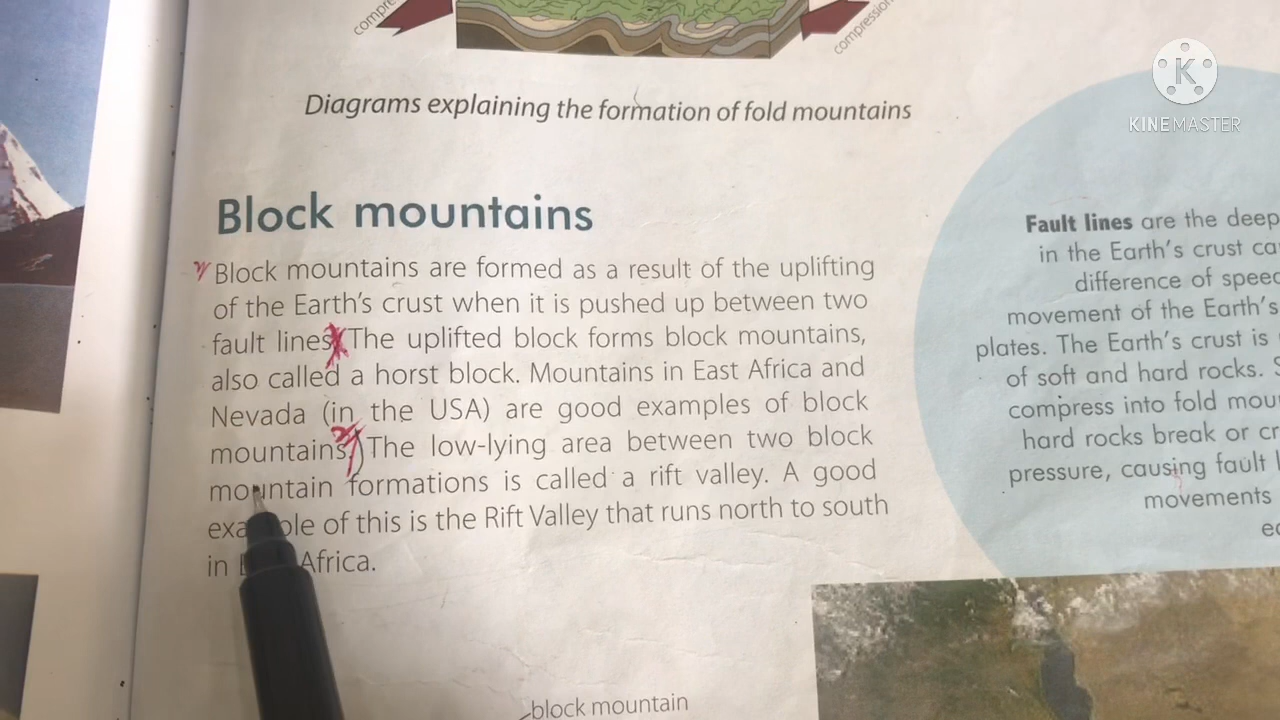 compression
KINEMASTER
Diagrams explaining the formation of fold mountains
Block mountains
Block mountains are formed as a result of the uplifting
of the Earth's crust when it is pushed up between two
fault lines. The uplifted block forms block mountains,
also called a horst block. Mountains in East Africa and
Nevada (in the USA) are good examples of block
mountains. The low-lying area between two block
mountain formations is called a rift valley. A good
of this is the Rift Valley that runs north to south
in Africa.
block mountain
Fault lines are the deep
in the Earth's crust
difference of
movement of the Earth's
plates. The Earth's crust is
of soft and hard rocks.
compress into fold
hard rocks break or
pressure, causing fault
movements